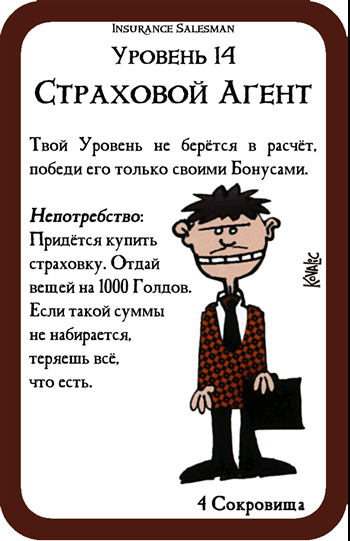 Insurance Salesman
Уровень 14
Страховой Агент
Твой Уровень не берётся в расчёт,
победи его только своими Бонусами.
Непотребство:
Придётся купить
страховку. Отдай
вещей на 1000 Голдов.
Если такой суммы
не набирается,
теряешь всё,
что есть.
Kovalic
4 Сокровища